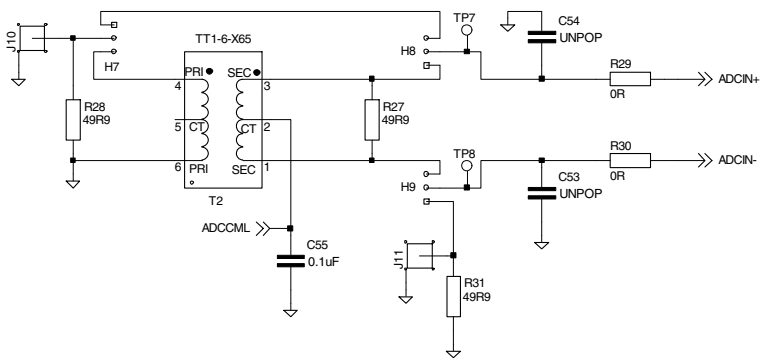 TP7
C54
UNPOP
J10
TT1-6-X65
H7
H8
PRI
SEC
4
3
R29
0R
ADCIN+
R28
49R9
R27
49R9
5
CT
CT
2
6
PRI
SEC
1
T2
TP8
R30
0R
ADCIN-
H9
C53
UNPOP
ADCCML
C55
0.1uF
J11
R31
49R9